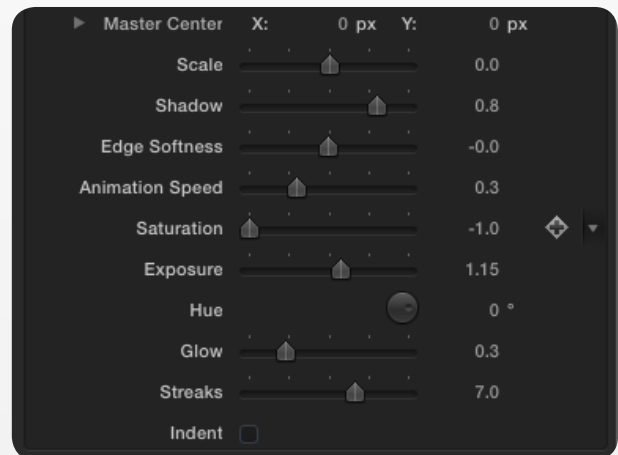 Master Center X: 0 px Y: 0 px
Scale 0.0
Shadow 0.8
Edge Softness -0.0
Animation Speed 0.3
Saturation -1.0
Exposure 1.15
Hue 0 °
Glow 0.3
Streaks 7.0
Indent